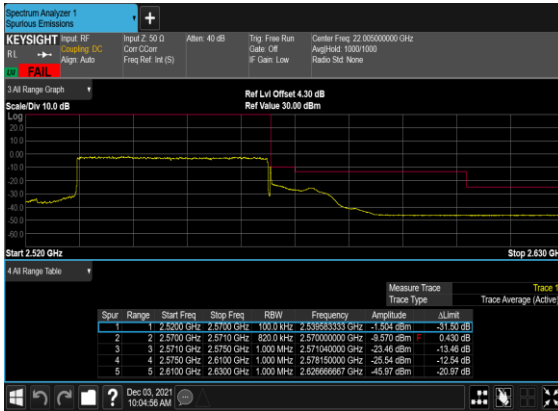 Spectrum Analyzer 1
Spurious Emissions
+
KEYSIGHT Input: RF Input Z: 50 Ω Atten: 40 dB Trig: Free Run Center Freq: 22.005000000 GHz
RL Coupling: DC Corr CCorr Gate: Off Avg|Hold: 1000/1000
Align: Auto Freq Ref: Int (S) IF Gain: Low Radio Std: None
LW FAIL
3 All Range Graph
Ref Lvl Offset 4.30 dB
Scale/Div 10.0 dB Ref Value 30.00 dBm
Log
20.0
10.0
0.00
-10.0
-20.0
-30.0
-40.0
-50.0
-60.0
Start 2.520 GHz Stop 2.630 GH
4 All Range Table
Measure Trace Trace 1
Trace Type Trace Average (Active)
Spur Range Start Freq Stop Freq RBW Frequency Amplitude ΔLimit
1 1 2.5200 GHz 2.5700 GHz 100.0 kHz 2.539583333 GHz -1.504 dBm -31.50 dB
2 2 2.5700 GHz 2.5710 GHz 820.0 kHz 2.570000000 GHz -9.570 dBm F 0.430 dB
3 3 2.5710 GHz 2.5750 GHz 1.000 MHz 2.571040000 GHz -23.46 dBm -13.46 dB
4 4 2.5750 GHz 2.6100 GHz 1.000 MHz 2.578150000 GHz -25.54 dBm -12.54 dB
5 5 2.6100 GHz 2.6300 GHz 1.000 MHz 2.626666667 GHz -45.97 dBm -20.97 dB
? Dec 03, 2021
10:04:56 AM